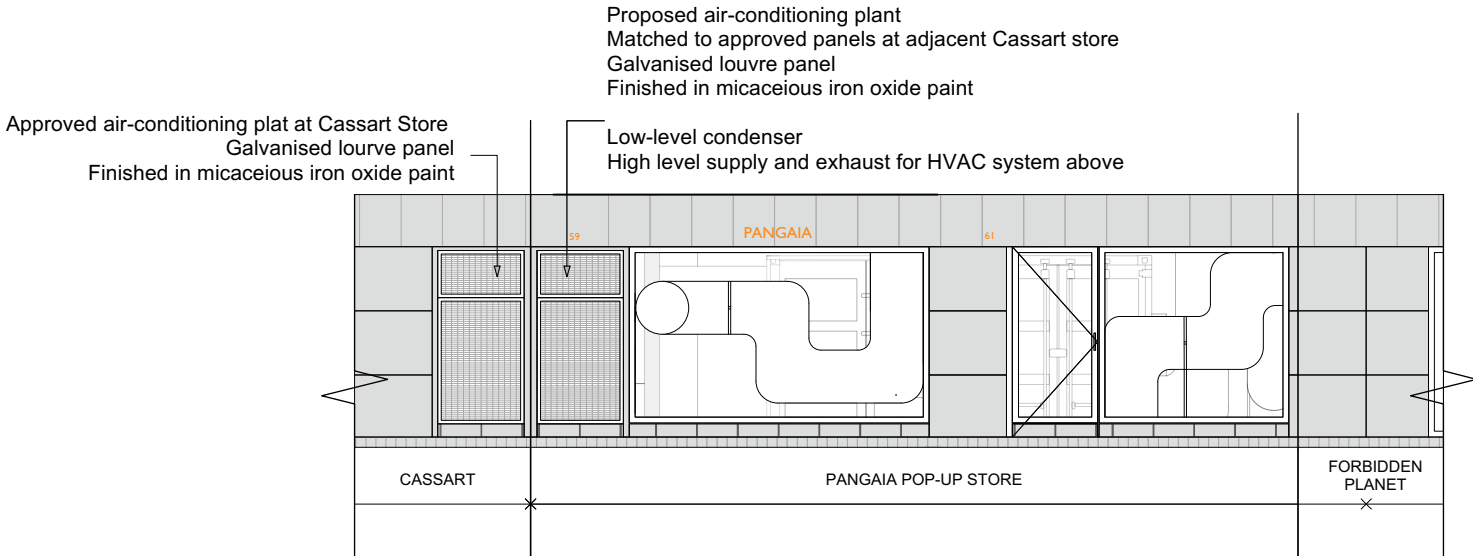 Proposed air-conditioning plant
Matched to approved panels at adjacent Cassart store
Galvanised louvre panel
Finished in micaceious iron oxide paint
Approved air-conditioning plat at Cassart Store
Galvanised lourve panel
Finished in micaceious iron oxide paint
Low-level condenser
High level supply and exhaust for HVAC system above
59
PANGAIA
61
CASSART
PANGAIA POP-UP STORE
FORBIDDEN
PLANET